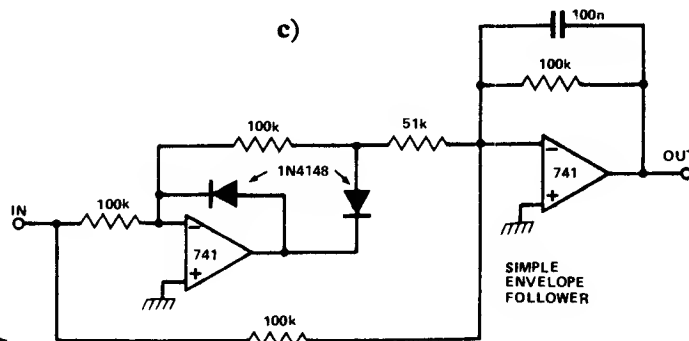 c)
100n
100k
100k
51k
1N4148
IN
100k
−
741
+
−
741
+
OUT
SIMPLE
ENVELOPE
FOLLOWER
100k